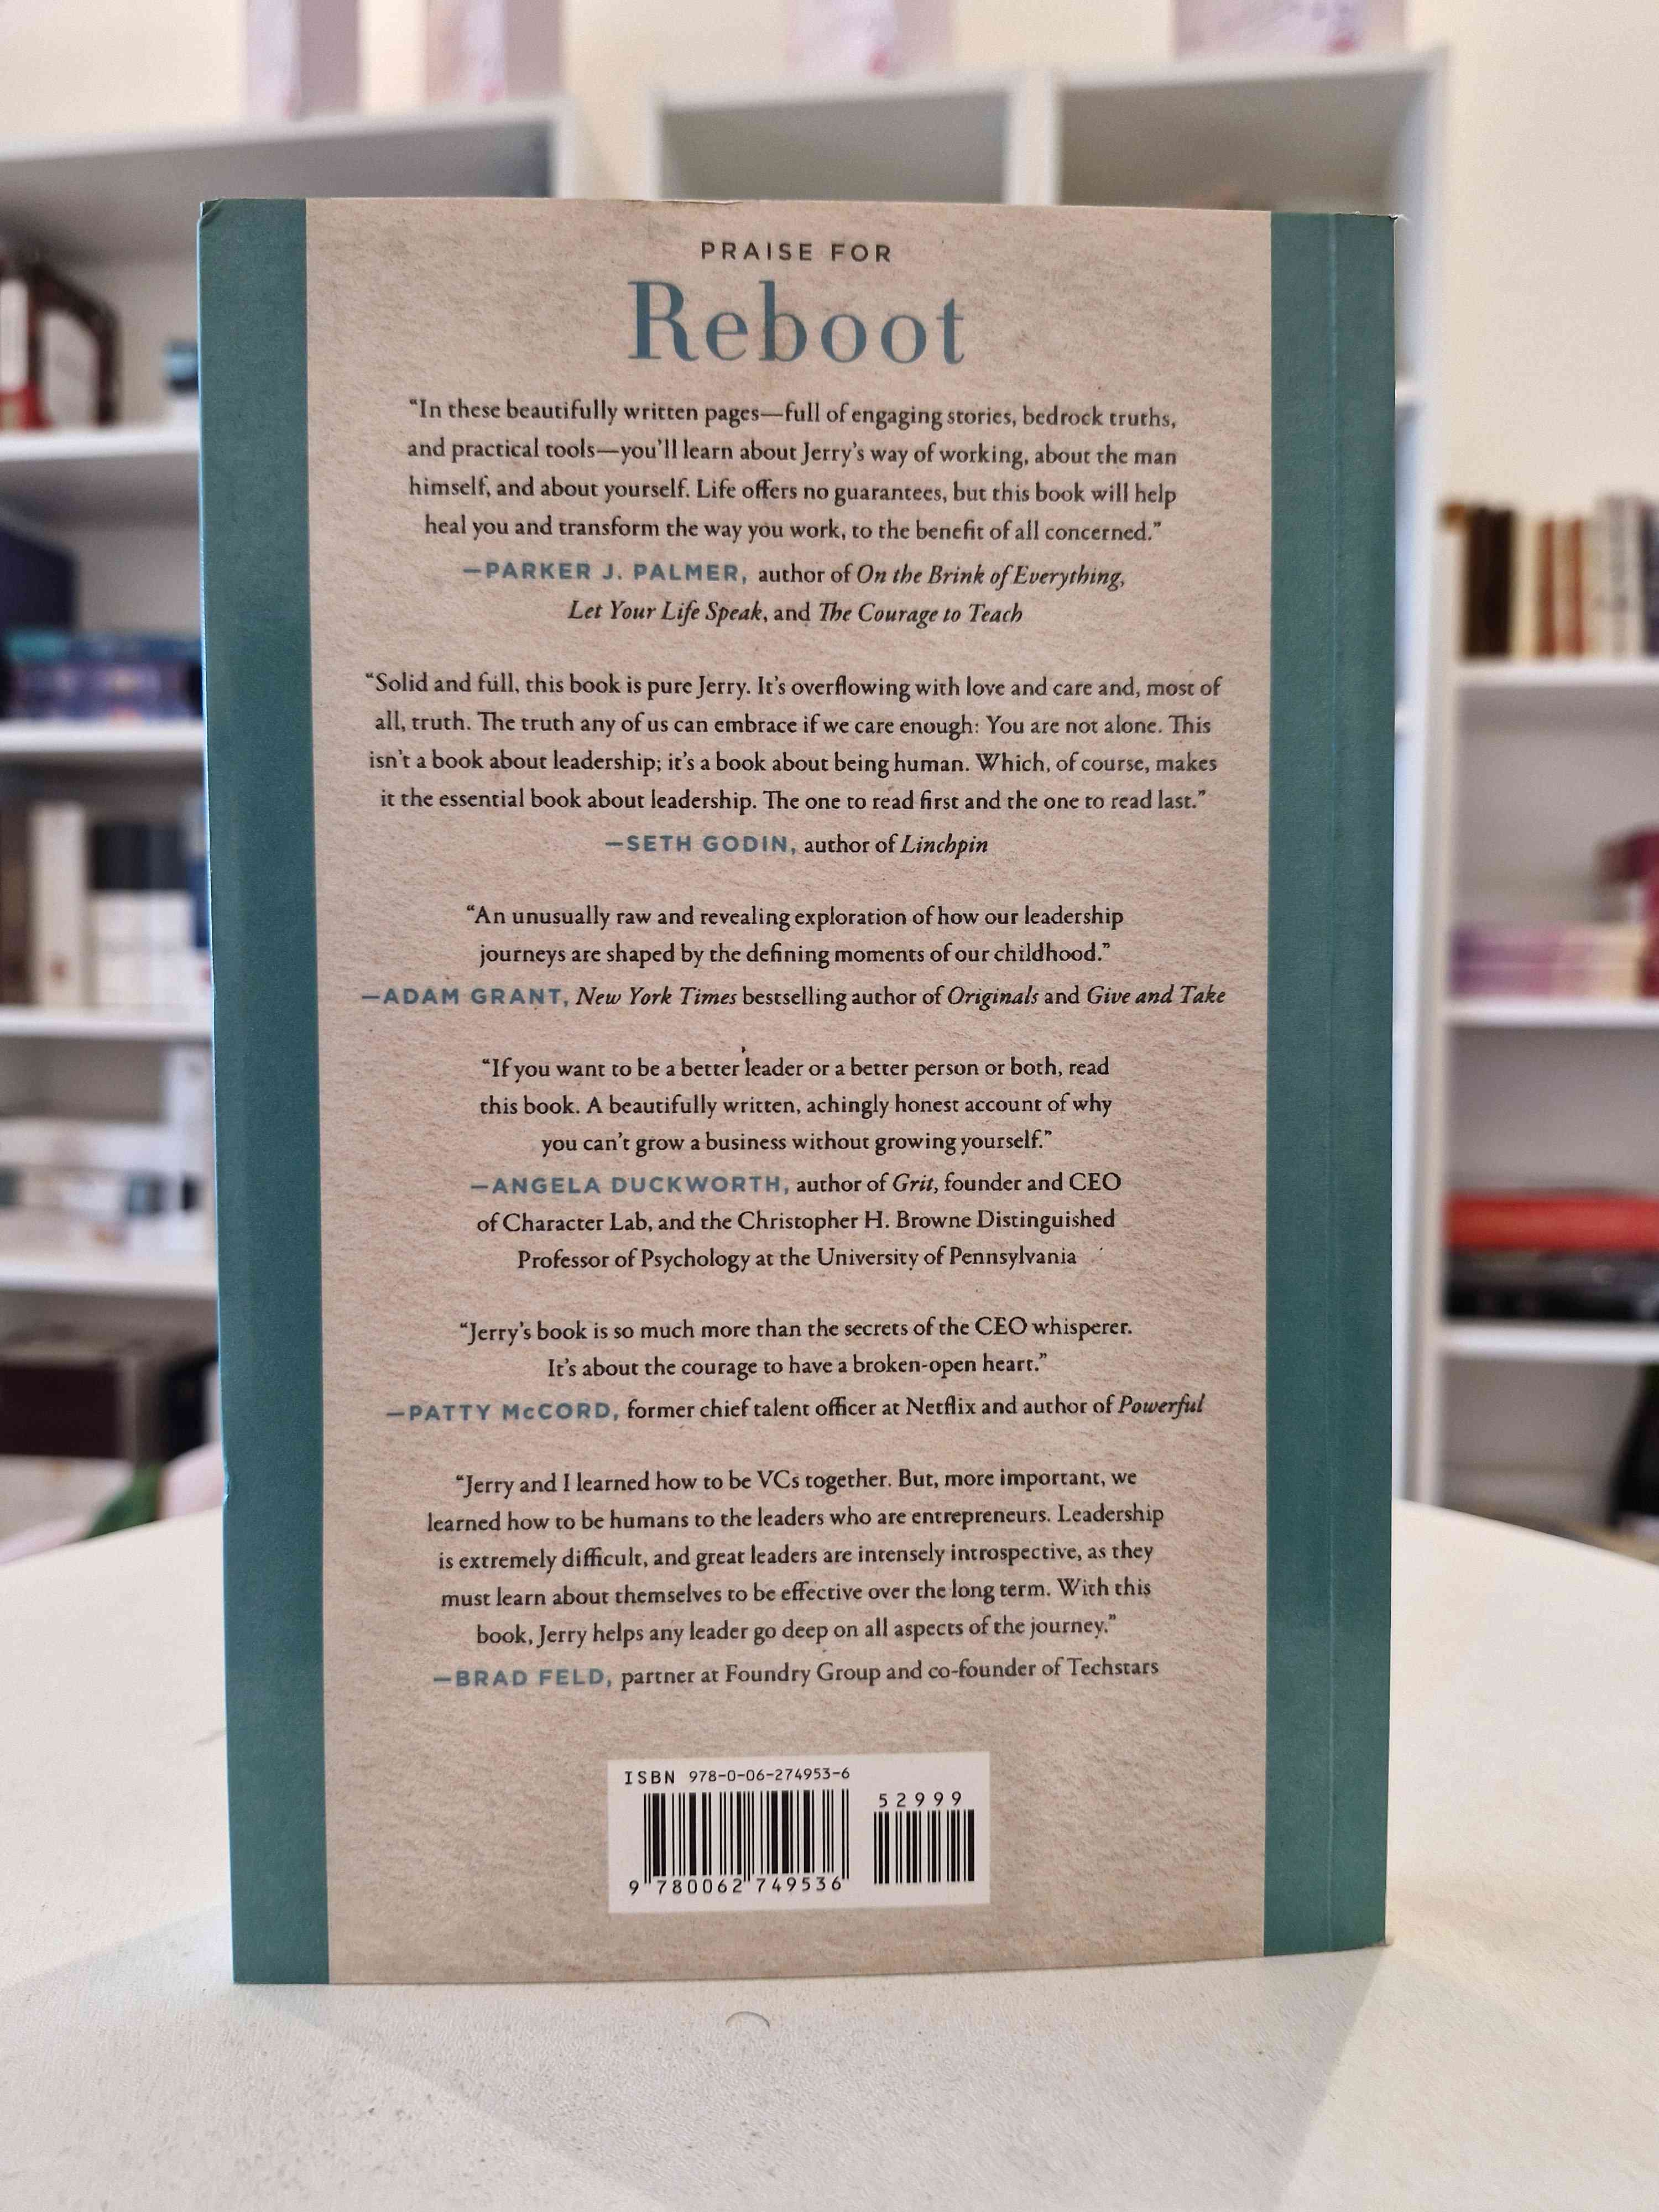 PRAISE FOR
Reboot
“In these beautifully written pages—full of engaging stories, bedrock truths,
and practical tools—you’ll learn about Jerry’s way of working, about the man
himself, and about yourself. Life offers no guarantees, but this book will help
heal you and transform the way you work, to the benefit of all concerned.”
—PARKER J. PALMER, author of On the Brink of Everything,
Let Your Life Speak, and The Courage to Teach
“Solid and full, this book is pure Jerry. It’s overflowing with love and care and, most of
all, truth. The truth any of us can embrace if we care enough: You are not alone. This
isn’t a book about leadership; it’s a book about being human. Which, of course, makes
it the essential book about leadership. The one to read first and the one to read last.”
—SETH GODIN, author of Linchpin
“An unusually raw and revealing exploration of how our leadership
journeys are shaped by the defining moments of our childhood.”
—ADAM GRANT, New York Times bestselling author of Originals and Give and Take
“If you want to be a better leader or a better person or both, read
this book. A beautifully written, achingly honest account of why
you can’t grow a business without growing yourself.”
—ANGELA DUCKWORTH, author of Grit, founder and CEO
of Character Lab, and the Christopher H. Browne Distinguished
Professor of Psychology at the University of Pennsylvania
“Jerry’s book is so much more than the secrets of the CEO whisperer.
It’s about the courage to have a broken-open heart.”
—PATTY McCORD, former chief talent officer at Netflix and author of Powerful
“Jerry and I learned how to be VCs together. But, more important, we
learned how to be humans to the leaders who are entrepreneurs. Leadership
is extremely difficult, and great leaders are intensely introspective, as they
must learn about themselves to be effective over the long term. With this
book, Jerry helps any leader go deep on all aspects of the journey.”
—BRAD FELD, partner at Foundry Group and co-founder of Techstars
ISBN 978-0-06-274953-6
52999
9 780062 749536